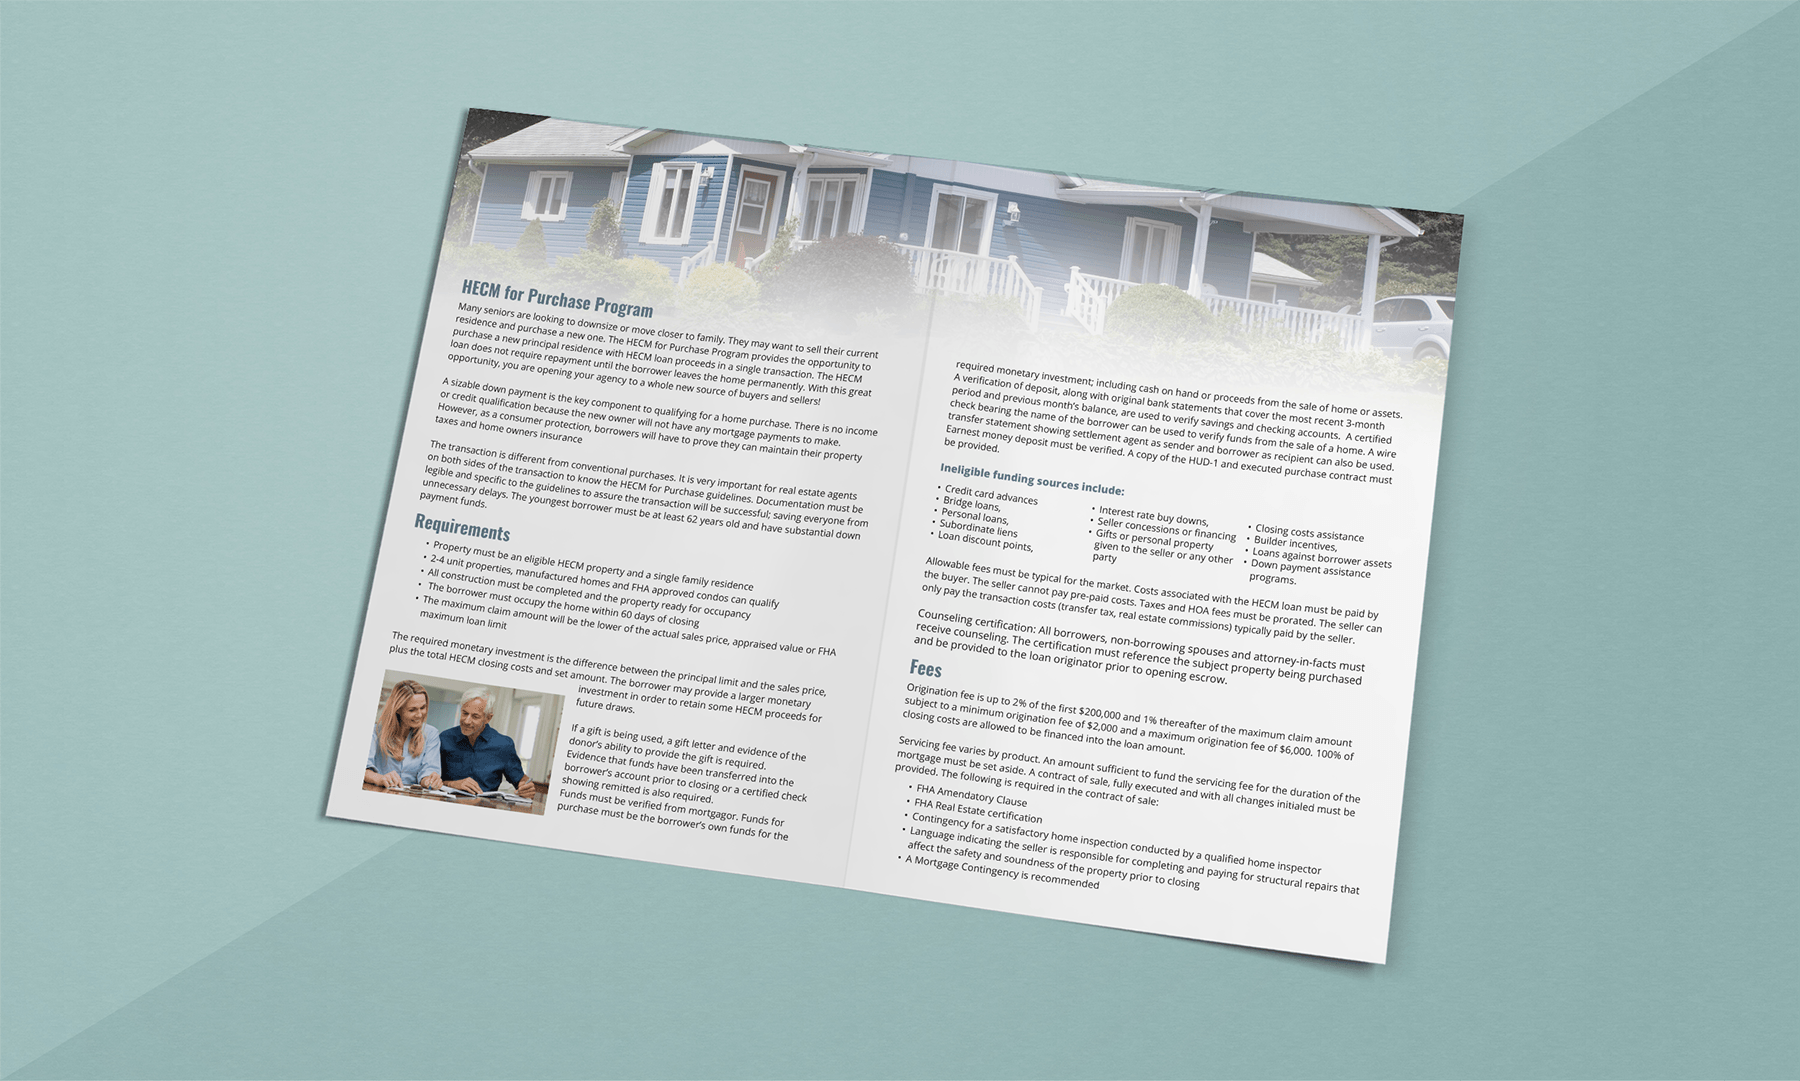 HECM for Purchase Program
Many seniors are looking to downsize or move closer to family. They may want to sell their current
residence and purchase a new one. The HECM for Purchase Program provides the opportunity to
purchase a new principal residence with HECM loan proceeds in a single transaction. The HECM
loan does not require repayment until the borrower leaves the home permanently. With this great
opportunity, you are opening your agency to a whole new source of buyers and sellers!
A sizable down payment is the key component to qualifying for a home purchase. There is no income
or credit qualification because the new owner will not have any mortgage payments to make.
However, as a consumer protection, borrowers will have to prove they can maintain their property
taxes and home owners insurance
The transaction is different from conventional purchases. It is very important for real estate agents
on both sides of the transaction to know the HECM for Purchase guidelines. Documentation must be
legible and specific to the guidelines to assure the transaction will be successful; saving everyone from
unnecessary delays. The youngest borrower must be at least 62 years old and have substantial down
payment funds.
Requirements
• Property must be an eligible HECM property and a single family residence
• 2-4 unit properties, manufactured homes and FHA approved condos can qualify
• All construction must be completed and the property ready for occupancy
• The borrower must occupy the home within 60 days of closing
• The maximum claim amount will be the lower of the actual sales price, appraised value or FHA
maximum loan limit
The required monetary investment is the difference between the principal limit and the sales price,
plus the total HECM closing costs and set amount. The borrower may provide a larger monetary
investment in order to retain some HECM proceeds for
future draws.
If a gift is being used, a gift letter and evidence of the
donor's ability to provide the gift is required.
Evidence that funds have been transferred into the
borrower's account prior to closing or a certified check
showing remitted is also required.
Funds must be verified from mortgagor. Funds for
purchase must be the borrower's own funds for the
required monetary investment; including cash on hand or proceeds from the sale of home or assets.
A verification of deposit, along with original bank statements that cover the most recent 3-month
period and previous month's balance, are used to verify savings and checking accounts. A certified
check bearing the name of the borrower can be used to verify funds from the sale of a home. A wire
transfer statement showing settlement agent as sender and borrower as recipient can also be used.
Earnest money deposit must be verified. A copy of the HUD-1 and executed purchase contract must
be provided.
Ineligible funding sources include:
• Credit card advances
• Bridge loans,
• Personal loans,
• Subordinate liens
• Loan discount points,
• Interest rate buy downs,
• Seller concessions or financing
• Gifts or personal property
given to the seller or any other
party
• Closing costs assistance
• Builder incentives,
• Loans against borrower assets
• Down payment assistance
programs.
Allowable fees must be typical for the market. Costs associated with the HECM loan must be paid by
the buyer. The seller cannot pay pre-paid costs. Taxes and HOA fees must be prorated. The seller can
only pay the transaction costs (transfer tax, real estate commissions) typically paid by the seller.
Counseling certification: All borrowers, non-borrowing spouses and attorney-in-facts must
receive counseling. The certification must reference the subject property being purchased
and be provided to the loan originator prior to opening escrow.
Fees
Origination fee is up to 2% of the first $200,000 and 1% thereafter of the maximum claim amount
subject to a minimum origination fee of $2,000 and a maximum origination fee of $6,000. 100% of
closing costs are allowed to be financed into the loan amount.
Servicing fee varies by product. An amount sufficient to fund the servicing fee for the duration of the
mortgage must be set aside. A contract of sale, fully executed and with all changes initialed must be
provided. The following is required in the contract of sale:
• FHA Amendatory Clause
• FHA Real Estate certification
• Contingency for a satisfactory home inspection conducted by a qualified home inspector
• Language indicating the seller is responsible for completing and paying for structural repairs that
affect the safety and soundness of the property prior to closing
• A Mortgage Contingency is recommended